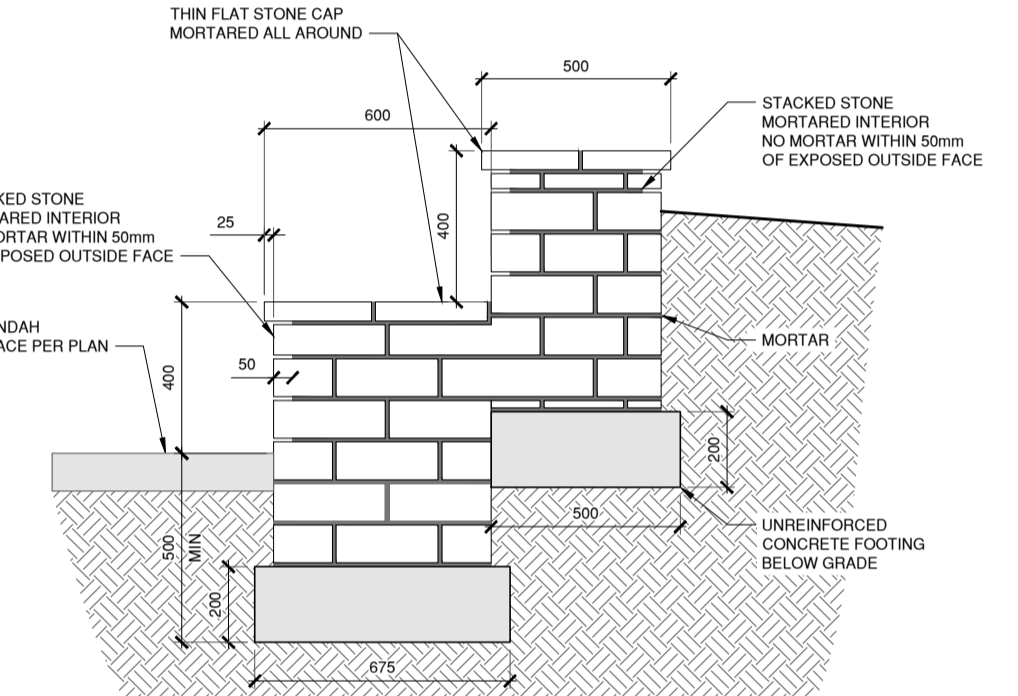 THIN FLAT STONE CAP
MORTARED ALL AROUND
500
600
STACKED STONE
MORTARED INTERIOR
NO MORTAR WITHIN 50mm
OF EXPOSED OUTSIDE FACE
KED STONE
ARED INTERIOR
ORTAR WITHIN 50mm
XPOSED OUTSIDE FACE
25
400
NDAH
ACE PER PLAN
MORTAR
50
400
200
500
UNREINFORCED
CONCRETE FOOTING
BELOW GRADE
500
MIN
200
675